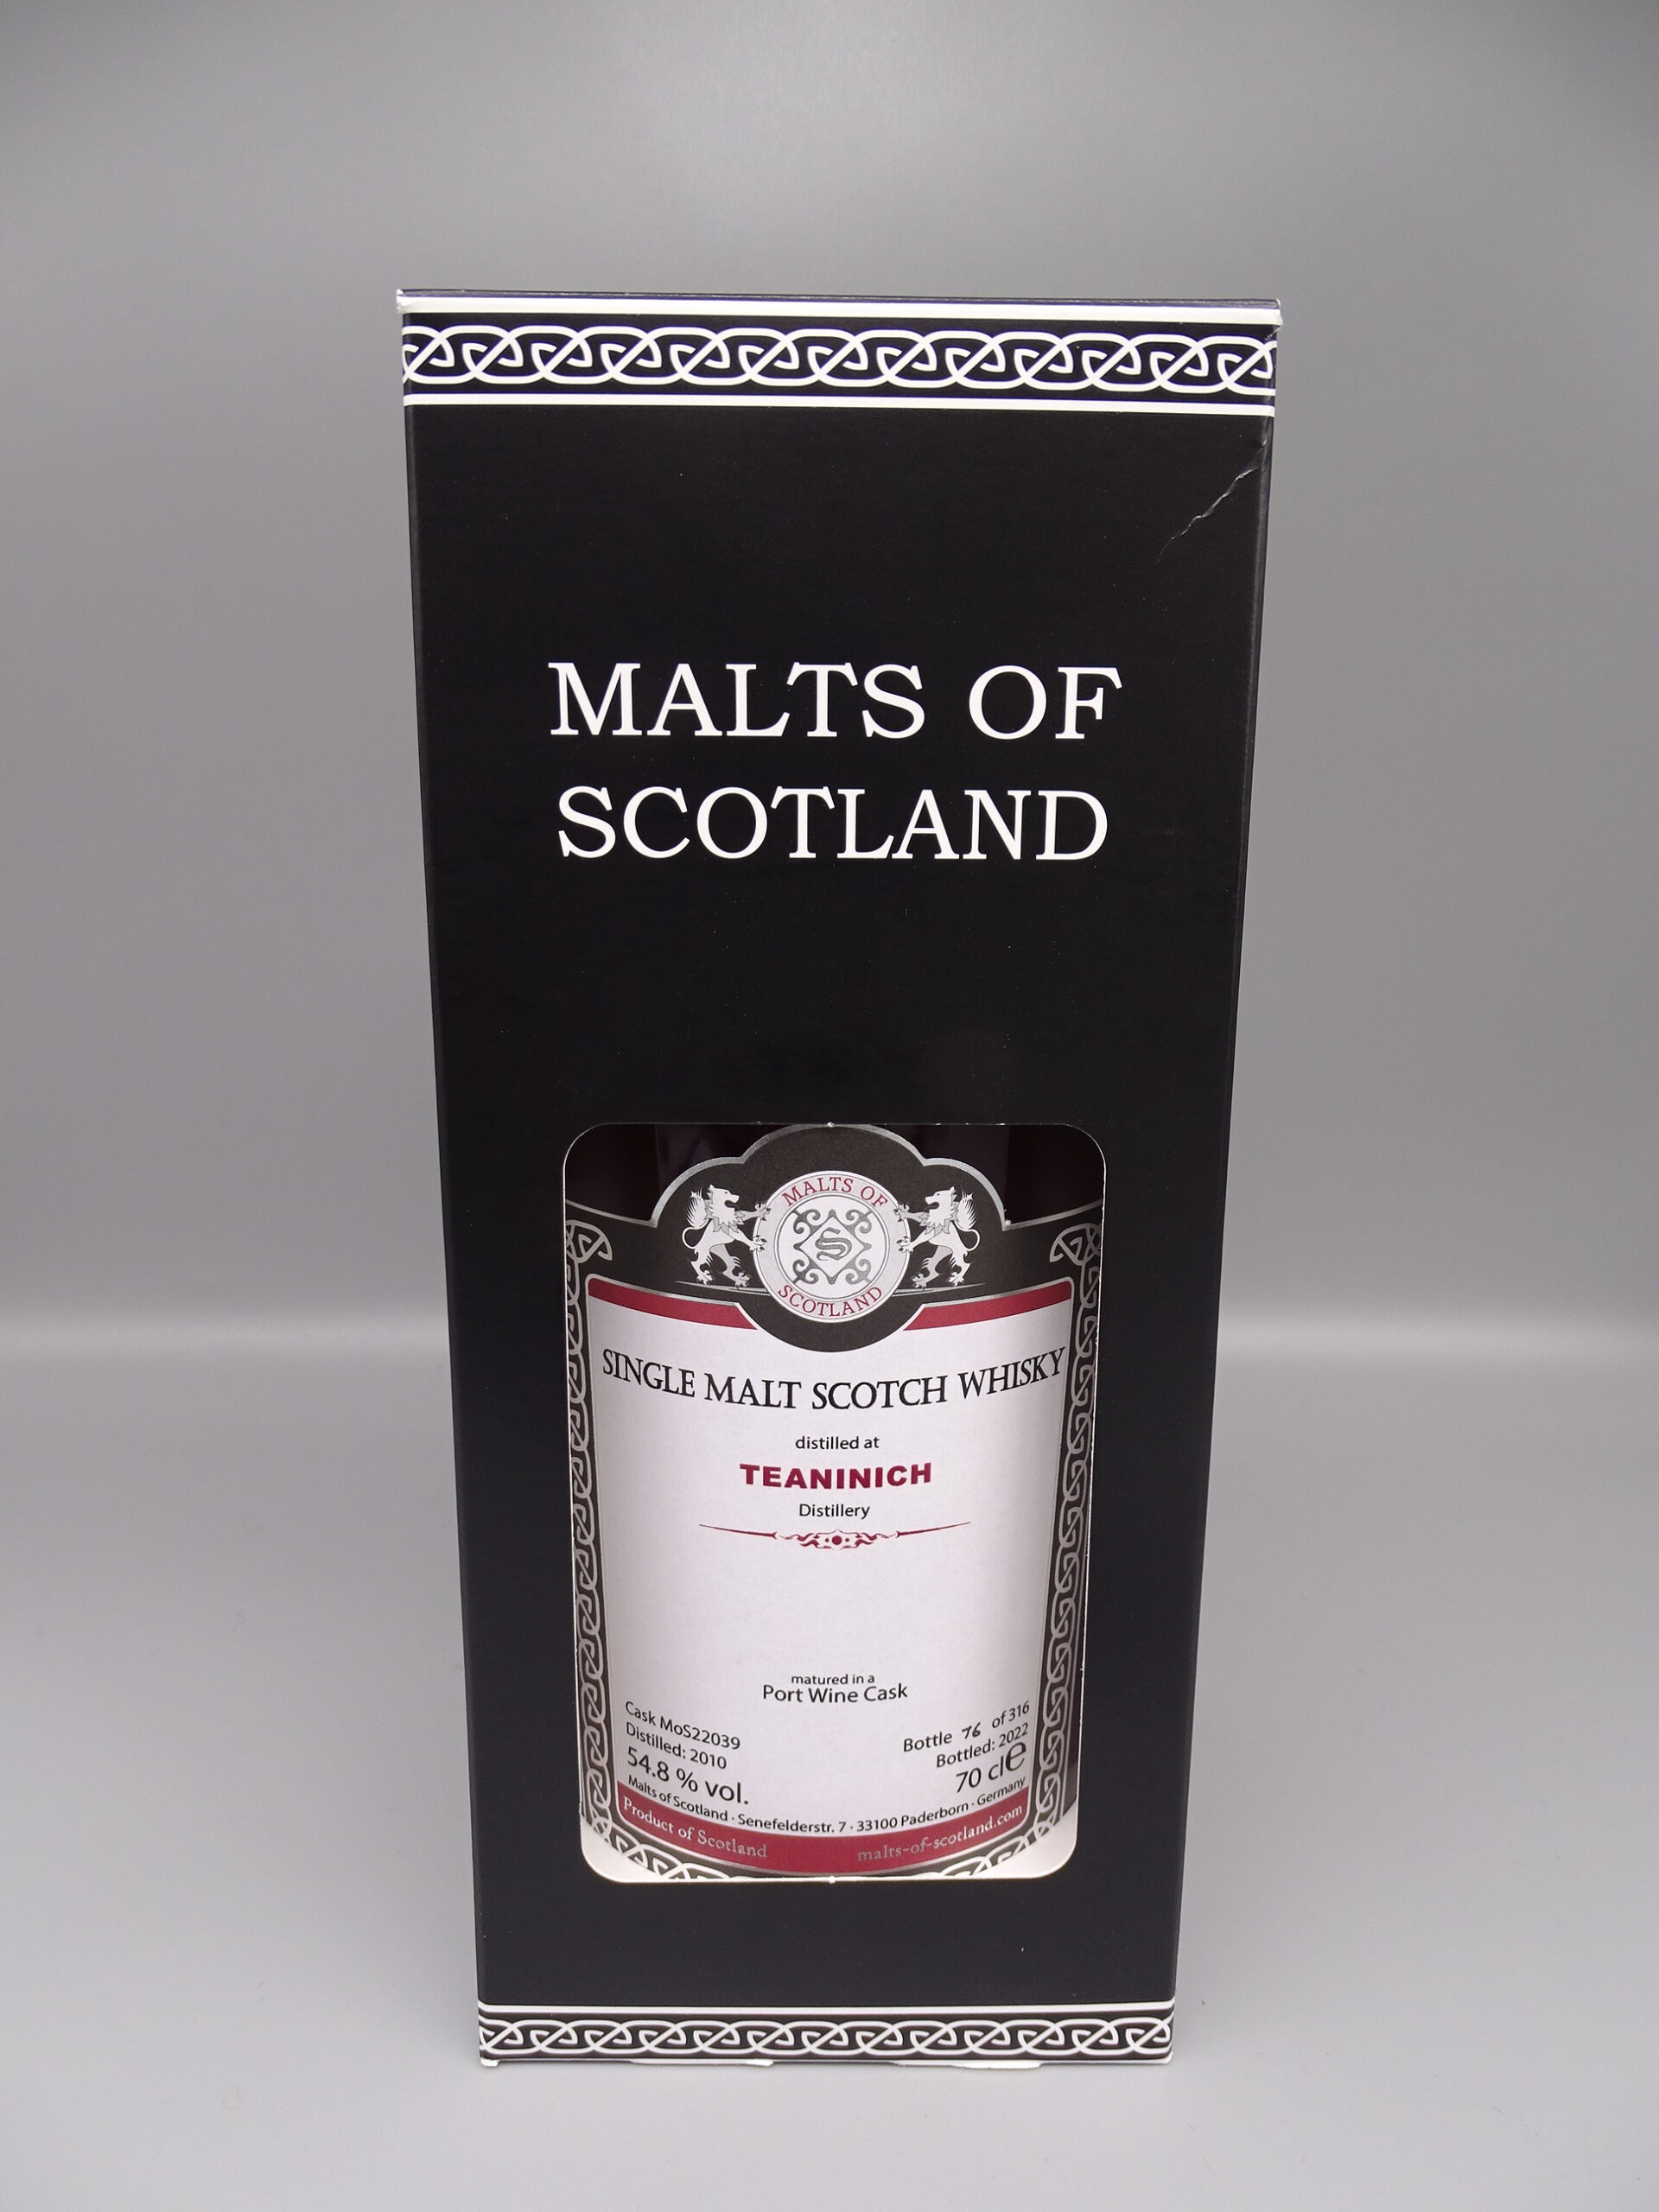 MALTS OF
SCOTLAND
MALTS OF
S
SCOTLAND
SINGLE MALT SCOTCH WHISKY
distilled at
TEANINICH
Distillery
matured in a
Port Wine Cask
Cask MoS22039
Distilled: 2010
54.8 % vol.
Bottle 76 of 316
Bottled: 2022
70 cl e
Malts of Scotland · Senefelderstr. 7 · 33100 Paderborn · Germany
Product of Scotland
malts-of-scotland.com